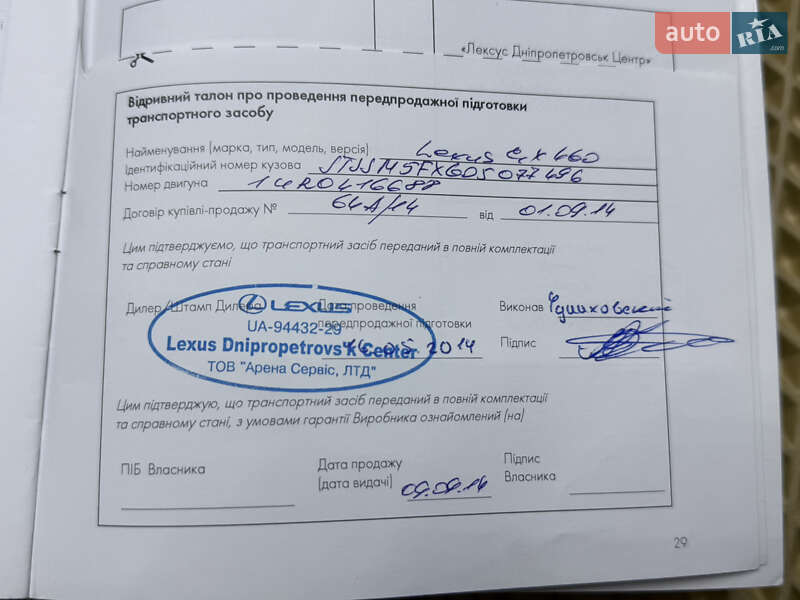 auto RIA .com
«Лексус Дніпропетровськ Центр»
Відривний талон про проведення передпродажної підготовки
транспортного засобу
Найменування (марка, тип, модель, версія) Lexus GX 460
Ідентифікаційний номер кузова
Номер двигуна 1URO416688
Договір купівлі-продажу № 64А/14 від 01.09.14
Цим підтверджуємо, що транспортний засіб переданий в повній комплектації
та справному стані
Дилер/Штамп Дилера Дата проведення Виконав
передпродажної підготовки
2014 Підпис
LEXUS
UA-94432-29
Lexus Dnipropetrovs'k Center
ТОВ "Арена Сервіс, ЛТД"
Цим підтверджую, що транспортний засіб переданий в повній комплектації
та справному стані, з умовами гарантії Виробника ознайомлений (на)
ПІБ Власника Дата продажу Підпис
(дата видачі) 09.09.14 Власника
29